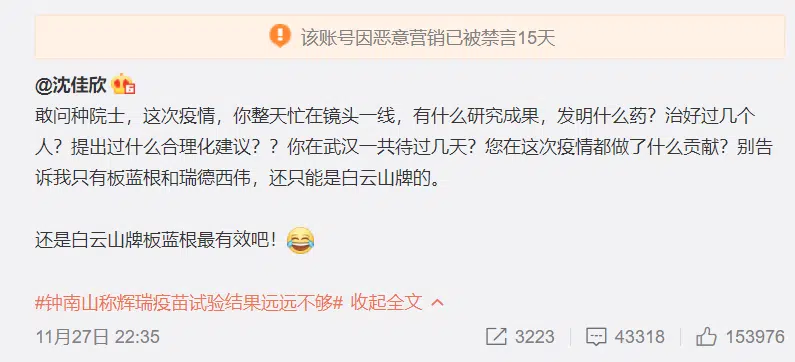 该账号因恶意营销已被禁言15天
@沈佳欣
敢问种院士，这次疫情，你整天忙在镜头一线，有什么研究成果，发明什么药？治好过几个
人？提出过什么合理化建议？？你在武汉一共待过几天？您在这次疫情都做了什么贡献？别告
诉我只有板蓝根和瑞德西伟，还只能是白云山牌的。
还是白云山牌板蓝根最有效吧！
#钟南山称辉瑞疫苗试验结果远远不够# 收起全文
11月27日 22:35 3223 43318 153976